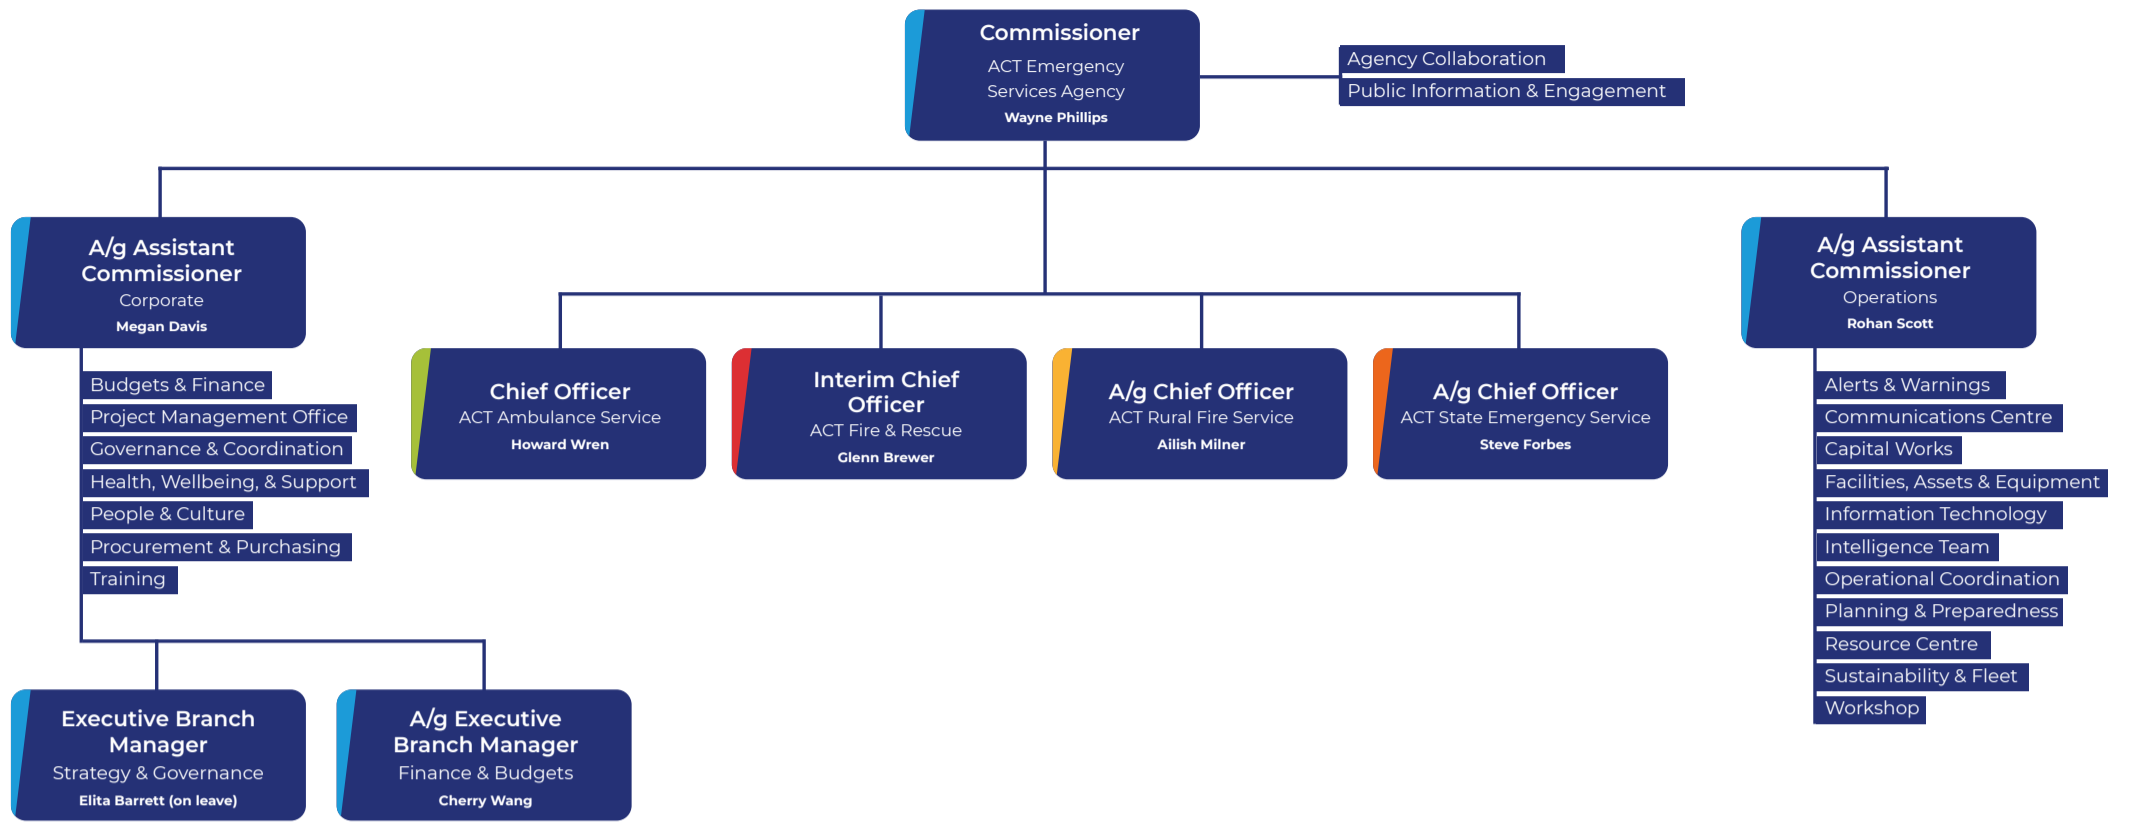 Commissioner
ACT Emergency
Services Agency
Wayne Phillips
Agency Collaboration
Public Information & Engagement
A/g Assistant
Commissioner
Corporate
Megan Davis
Budgets & Finance
Project Management Office
Governance & Coordination
Health, Wellbeing, & Support
People & Culture
Procurement & Purchasing
Training
Executive Branch
Manager
Strategy & Governance
Elita Barrett (on leave)
A/g Executive
Branch Manager
Finance & Budgets
Cherry Wang
Chief Officer
ACT Ambulance Service
Howard Wren
Interim Chief
Officer
ACT Fire & Rescue
Glenn Brewer
A/g Chief Officer
ACT Rural Fire Service
Ailish Milner
A/g Chief Officer
ACT State Emergency Service
Steve Forbes
A/g Assistant
Commissioner
Operations
Rohan Scott
Alerts & Warnings
Communications Centre
Capital Works
Facilities, Assets & Equipment
Information Technology
Intelligence Team
Operational Coordination
Planning & Preparedness
Resource Centre
Sustainability & Fleet
Workshop